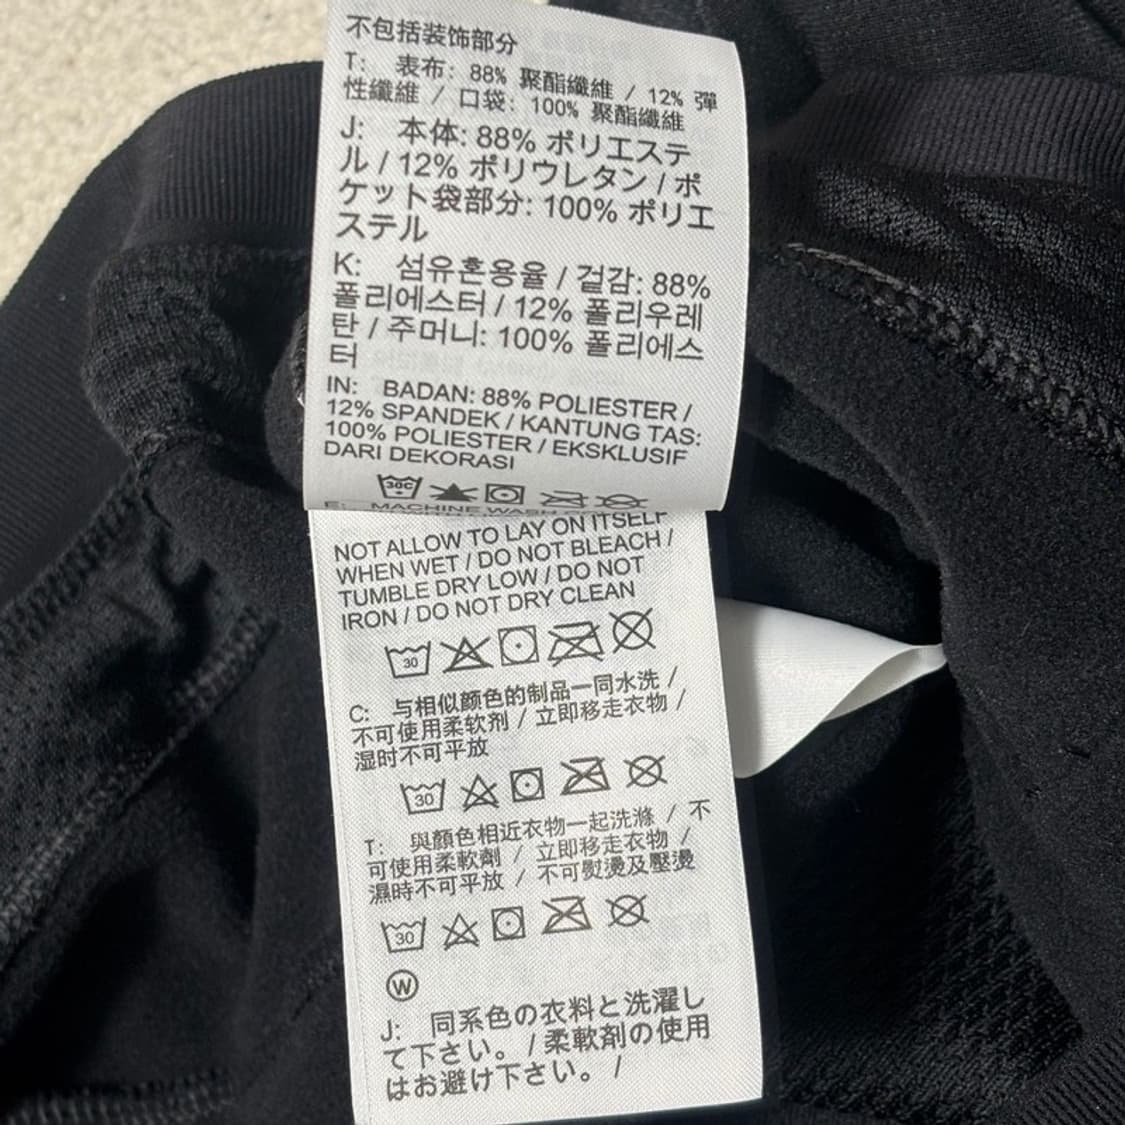 不包括装饰部分
T: 表布: 88% 聚酯纖維 / 12% 彈
性纖維 / 口袋: 100% 聚酯纖維
J: 本体: 88% ポリエステ
ル / 12% ポリウレタン / ポ
ケット袋部分: 100% ポリエ
ステル
K: 섬유혼용율 / 겉감: 88%
폴리에스터 / 12% 폴리우레
탄 / 주머니: 100% 폴리에스
터
IN: BADAN: 88% POLIESTER /
12% SPANDEK / KANTUNG TAS:
100% POLIESTER / EKSKLUSIF
DARI DEKORASI
30C
E: MACHINE WASH
NOT ALLOW TO LAY ON ITSELF
WHEN WET / DO NOT BLEACH /
TUMBLE DRY LOW / DO NOT
IRON / DO NOT DRY CLEAN
30
C: 与相似颜色的制品一同水洗 /
不可使用柔软剂 / 立即移走衣物 /
湿时不可平放
30
T: 與顏色相近衣物一起洗滌 / 不
可使用柔軟劑 / 立即移走衣物 /
濕時不可平放 / 不可熨燙及壓燙
30
W
J: 同系色の衣料と洗濯し
て下さい。 / 柔軟剤の使用
はお避け下さい。 /